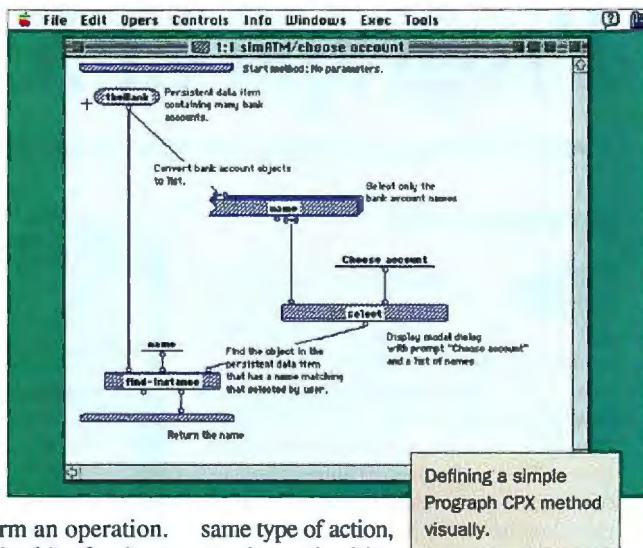 File Edit Opers Controls Info Windows Exec Tools
1:1 simATM/choose account
Start method: No parameters.
theBank
Persistent data item
containing many bank
accounts.
Convert bank account objects
to list.
Select only the
bank account names
name
Choose account
select
Display modal dialog
with prompt "Choose account"
and a list of names.
name
Find the object in the
persistent data item
that has a name matching
that selected by user.
find-instance
Return the name
Defining a simple
Prograph CPX method
visually.
rm an operation.
same type of action,